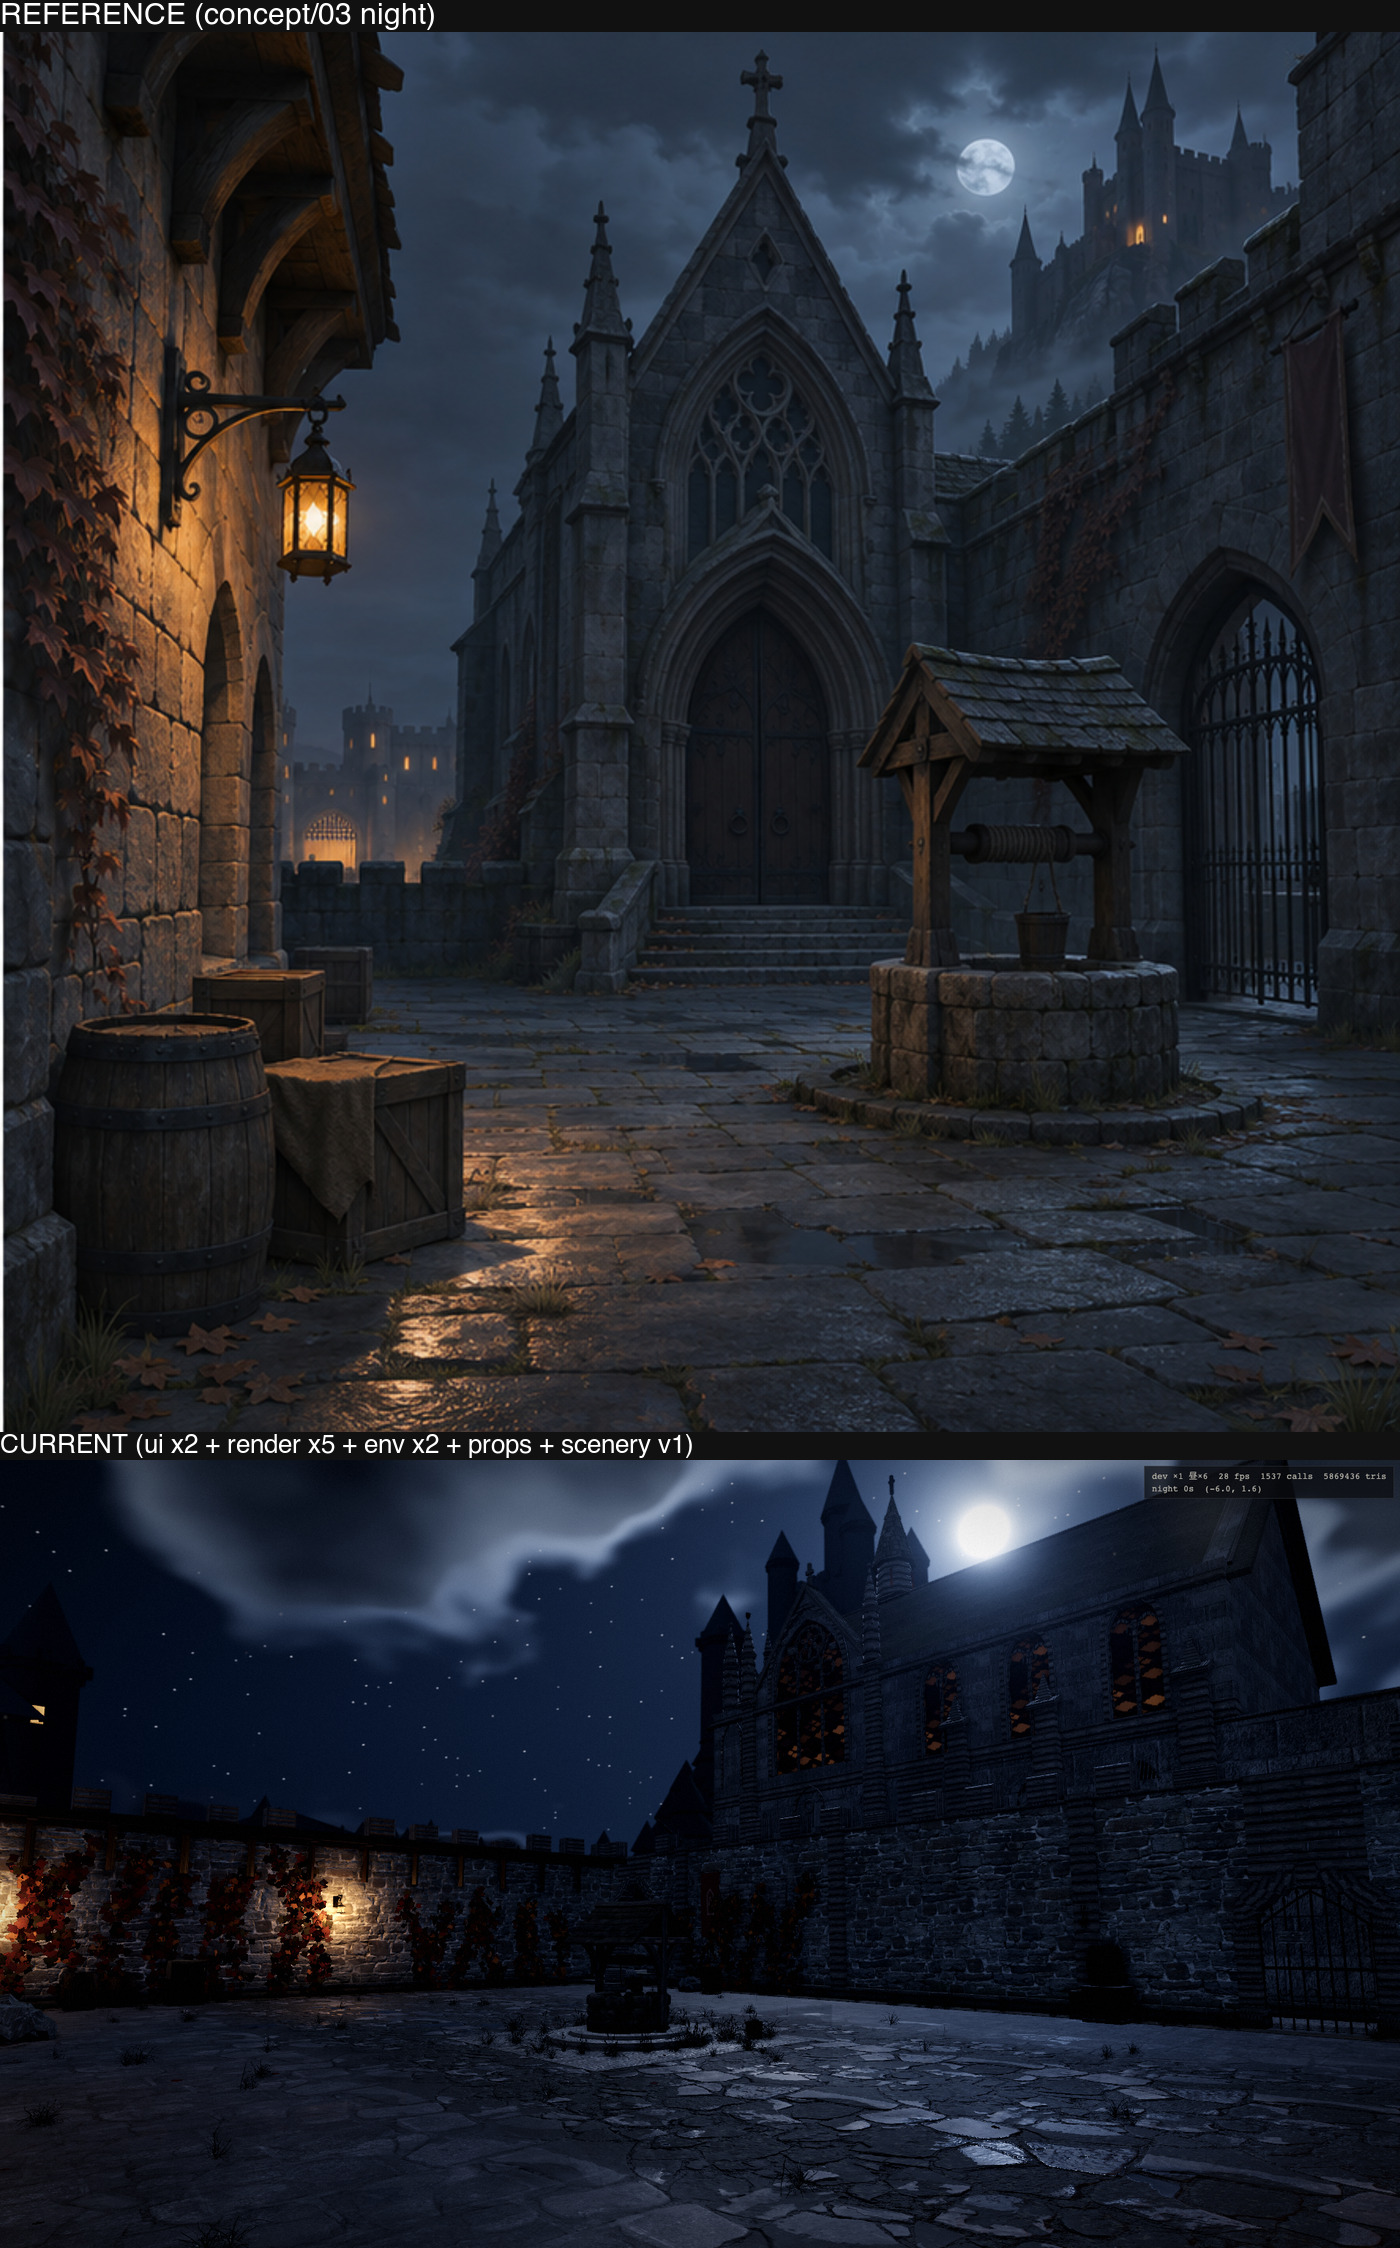 REFERENCE (concept/03 night)
CURRENT (ui x2 + render x5 + env x2 + props + scenery v1)
dev ×1 昼×6 28 fps 1537 calls 5869436 tris
night 0s (-6.0, 1.6)